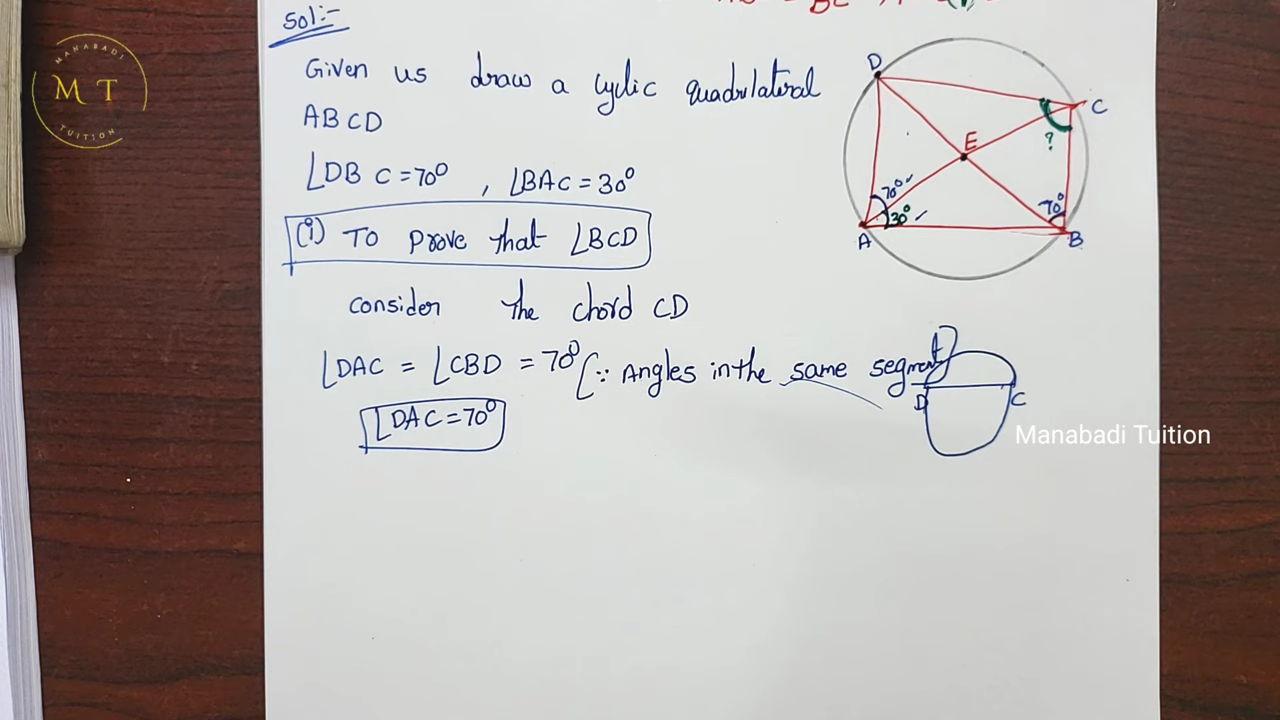 Sol:-
Given us draw a cyclic quadrilateral
ABCD
∠DBC = 70°, ∠BAC = 30°
(i) To prove that ∠BCD
consider the chord CD
∠DAC = ∠CBD = 70° [∵ Angles in the same segment]
∠DAC = 70°
D
C
E
?
70°
30°
70°
A
B
D
C
MANABADI
M T
TUITION
Manabadi Tuition